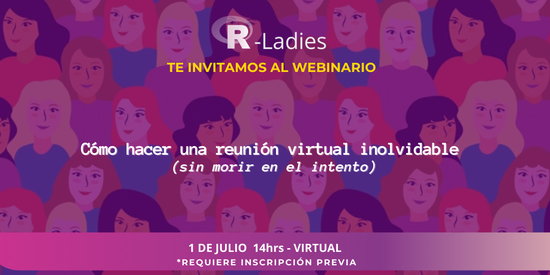 R-Ladies
TE INVITAMOS AL WEBINARIO
Cómo hacer una reunión virtual inolvidable
(sin morir en el intento)
1 DE JULIO 14hrs - VIRTUAL
*REQUIERE INSCRIPCIÓN PREVIA